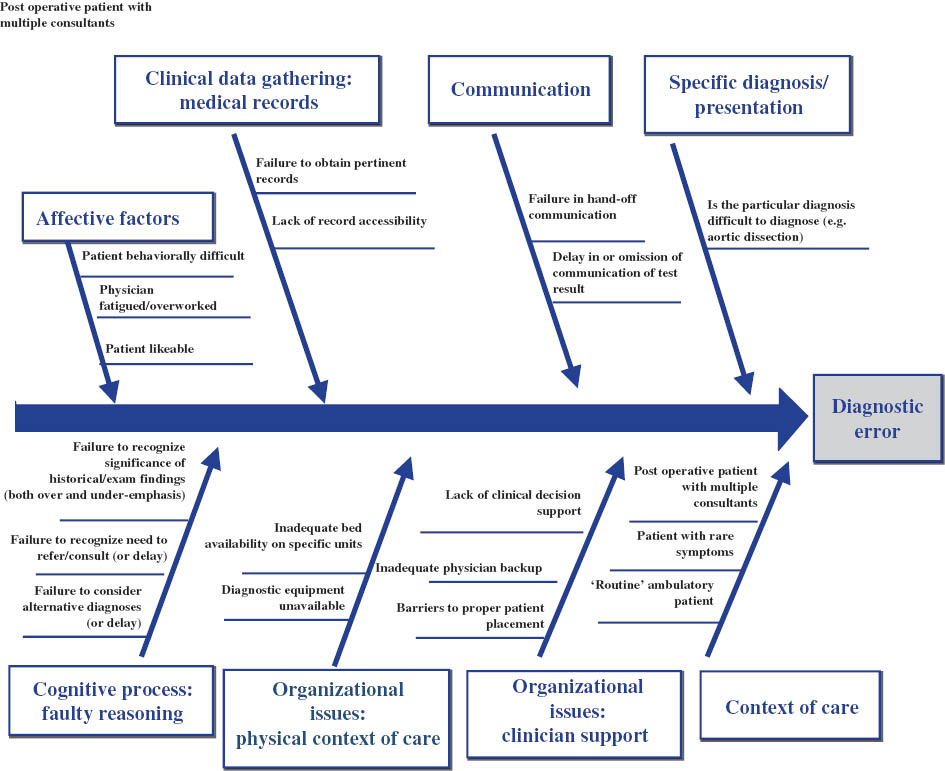 Post operative patient with
multiple consultants
Clinical data gathering:
medical records
Communication
Specific diagnosis/
presentation
Failure to obtain pertinent
records
Lack of record accessibility
Failure in hand-off
communication
Delay in or omission of
communication of test
result
Is the particular diagnosis
difficult to diagnose (e.g.
aortic dissection)
Affective factors
Patient behaviorally difficult
Physician
fatigued/overworked
Patient likeable
Diagnostic
error
Failure to recognize
significance of
historical/exam findings
(both over and under-emphasis)
Failure to recognize need to
refer/consult (or delay)
Failure to consider
alternative diagnoses
(or delay)
Inadequate bed
availability on specific units
Diagnostic equipment
unavailable
Lack of clinical decision
support
Inadequate physician backup
Barriers to proper patient
placement
Post operative patient
with multiple
consultants
Patient with rare
symptoms
‘Routine’ ambulatory
patient
Cognitive process:
faulty reasoning
Organizational
issues:
physical context of care
Organizational
issues:
clinician support
Context of care